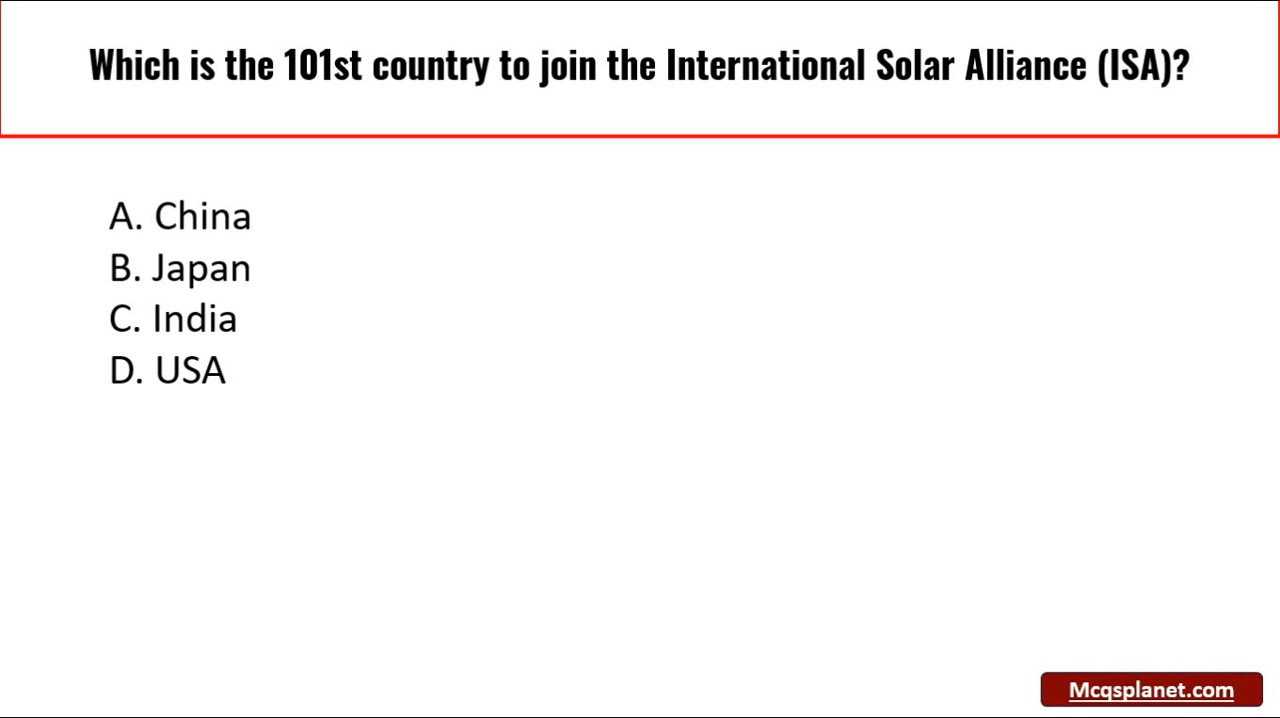 Which is the 101st country to join the International Solar Alliance (ISA)?
A. China
B. Japan
C. India
D. USA
Mcqsplanet.com